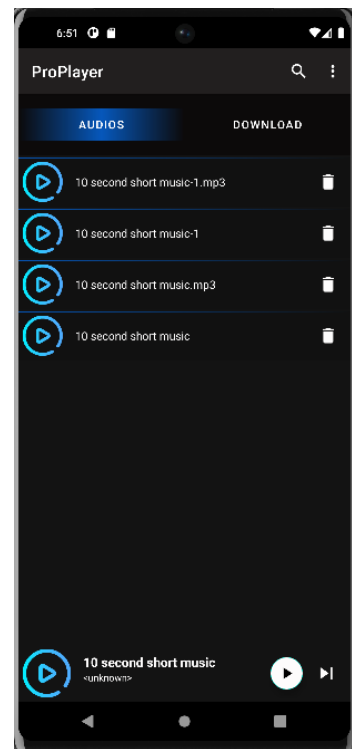 6:51
ProPlayer
AUDIOS DOWNLOAD
10 second short music-1.mp3
10 second short music-1
10 second short music.mp3
10 second short music
10 second short music
<unknown>